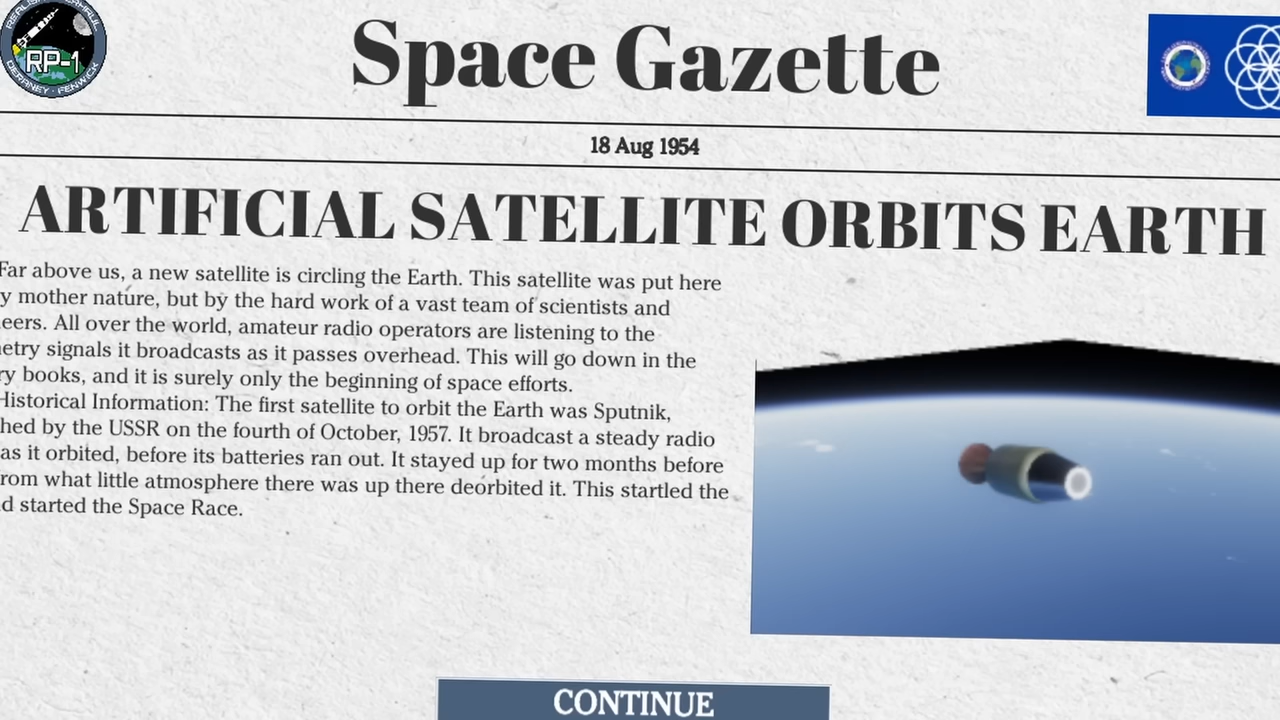 RP-1
DERPNEY · FENWICK
Space Gazette
18 Aug 1954
ARTIFICIAL SATELLITE ORBITS EARTH
Far above us, a new satellite is circling the Earth. This satellite was put here
y mother nature, but by the hard work of a vast team of scientists and
eers. All over the world, amateur radio operators are listening to the
etry signals it broadcasts as it passes overhead. This will go down in the
ry books, and it is surely only the beginning of space efforts.
Historical Information: The first satellite to orbit the Earth was Sputnik,
hed by the USSR on the fourth of October, 1957. It broadcast a steady radio
as it orbited, before its batteries ran out. It stayed up for two months before
rom what little atmosphere there was up there deorbited it. This startled the
d started the Space Race.
CONTINUE